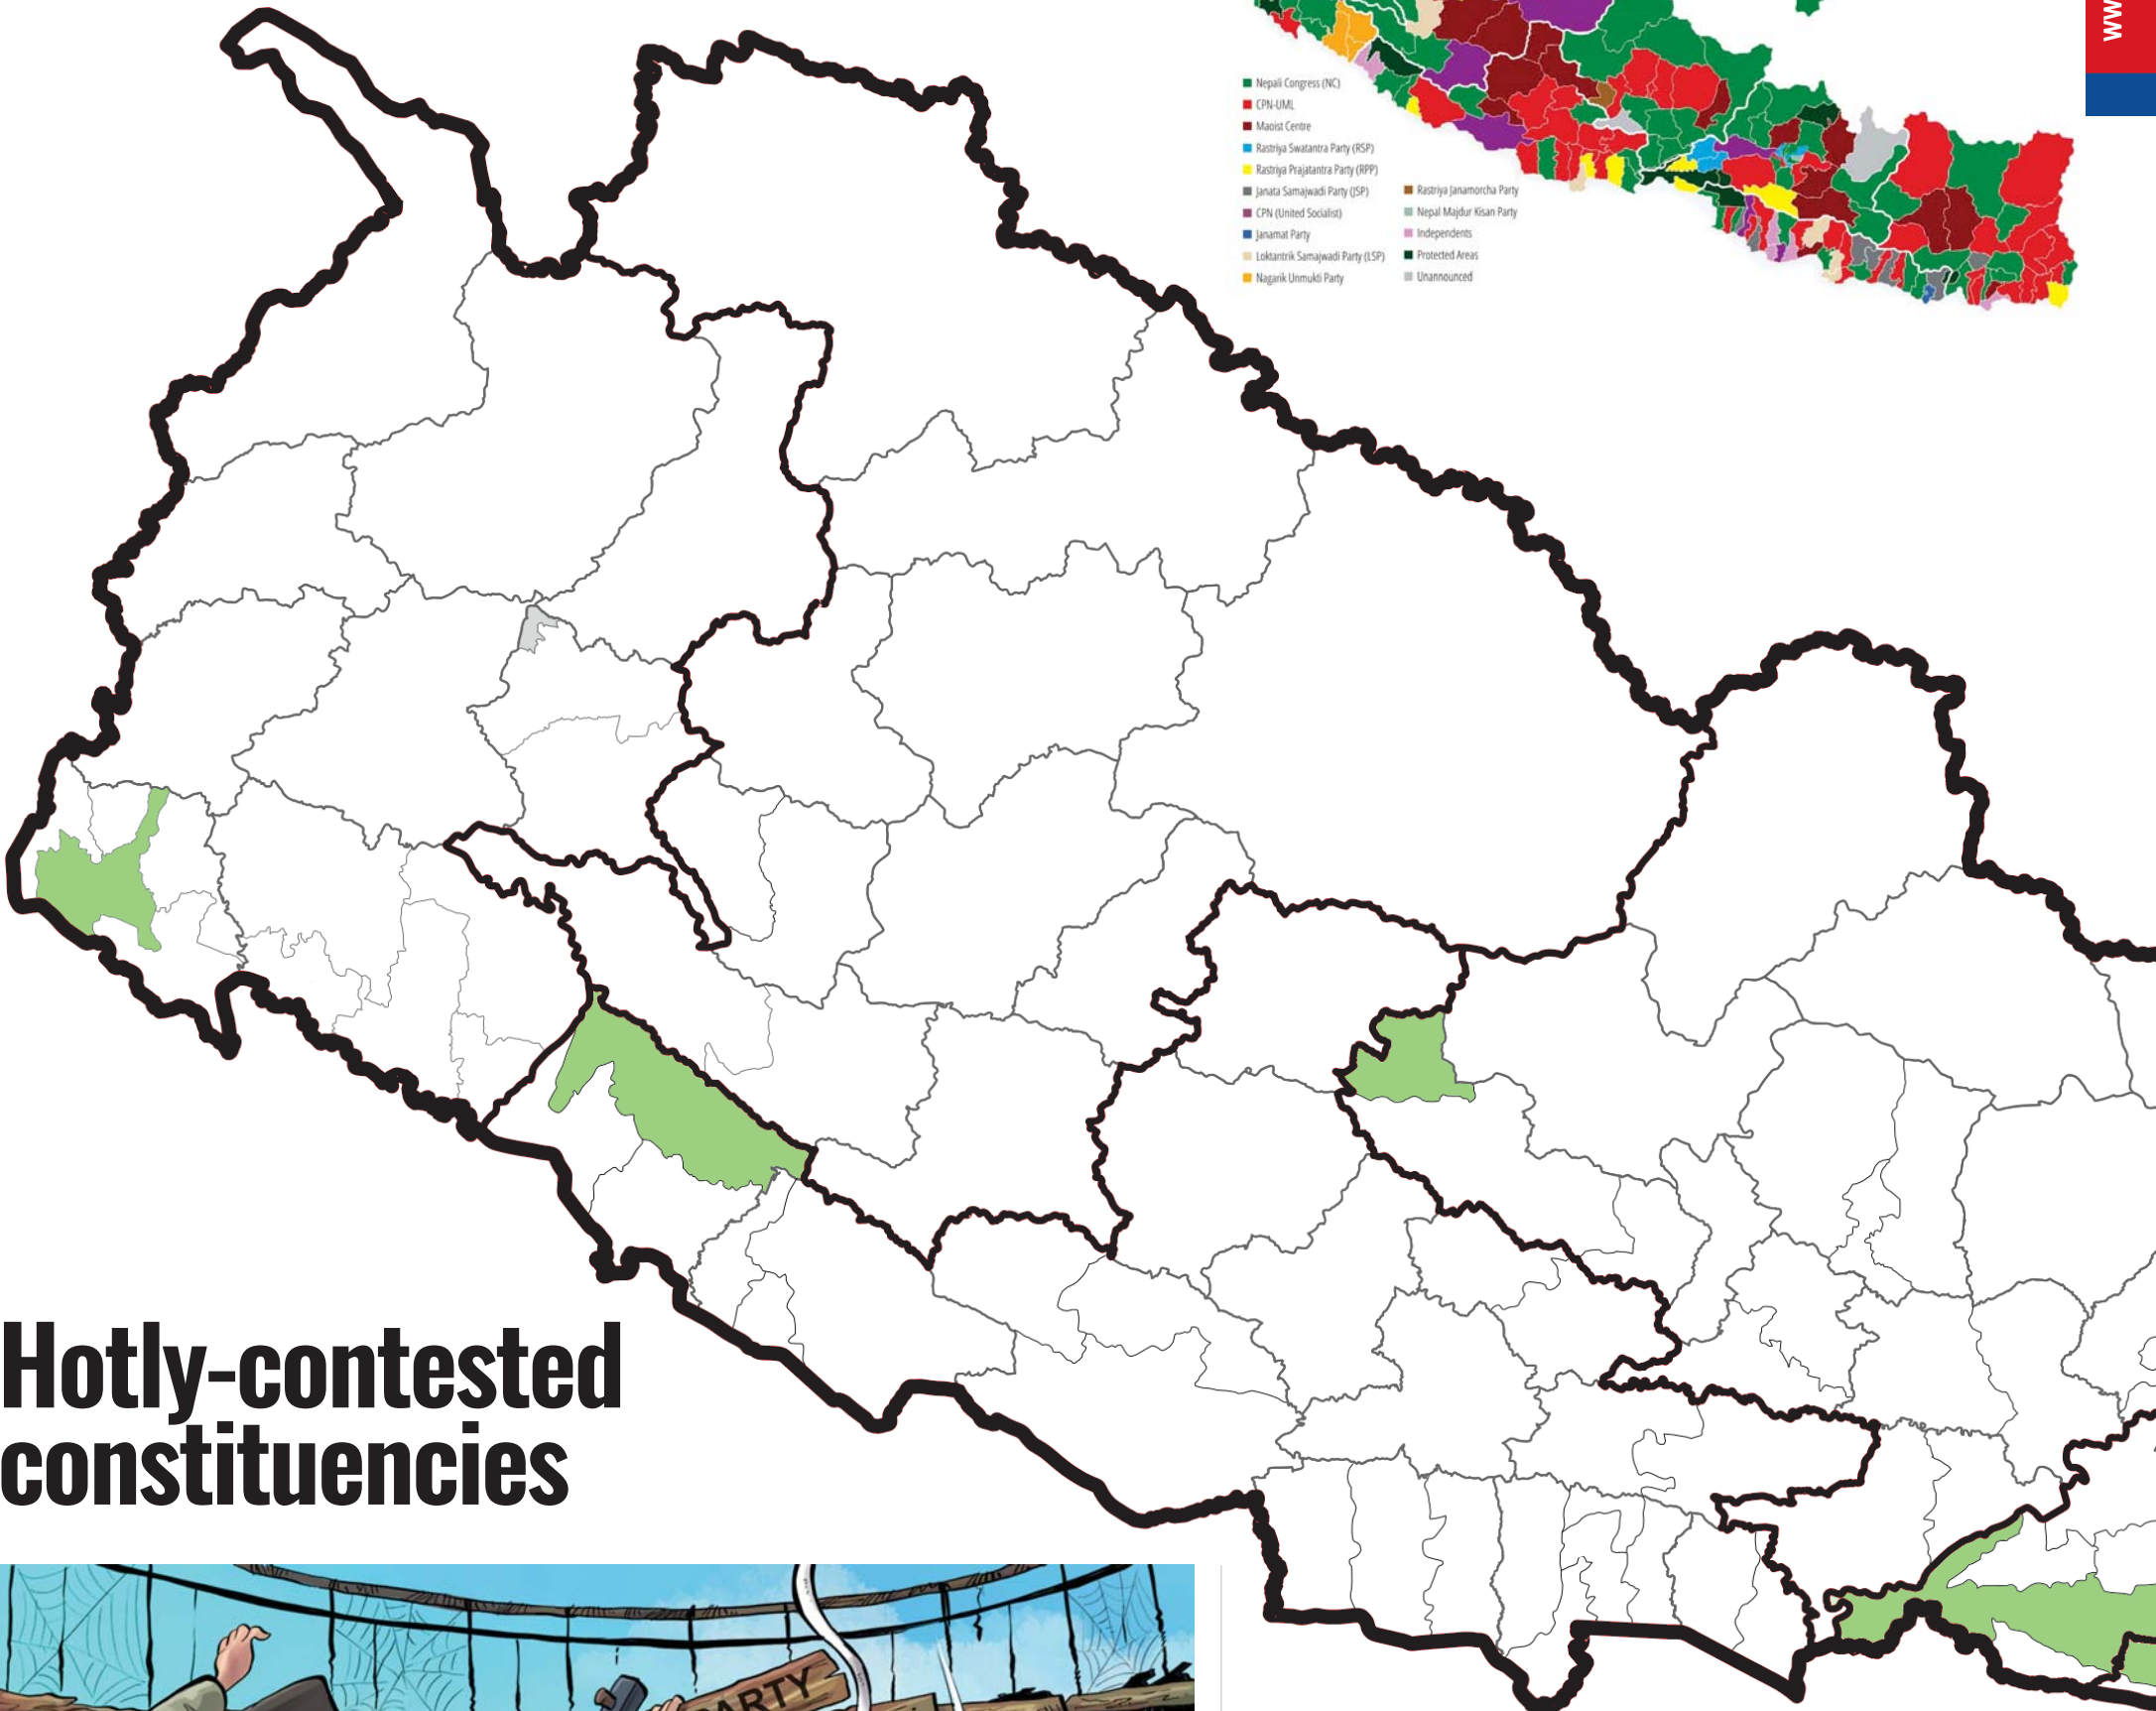 WW
Nepali Congress (NC)
CPN-UML
Maoist Centre
Rastriya Swatantra Party (RSP)
Rastriya Prajatantra Party (RPP)
Janata Samajwadi Party (JSP)
CPN (United Socialist)
Janamat Party
Loktantrik Samajwadi Party (LSP)
Nagarik Unmukti Party
Rastriya Janamorcha Party
Nepal Majdur Kisan Party
Independents
Protected Areas
Unannounced
Hotly-contested
constituencies
ARTY